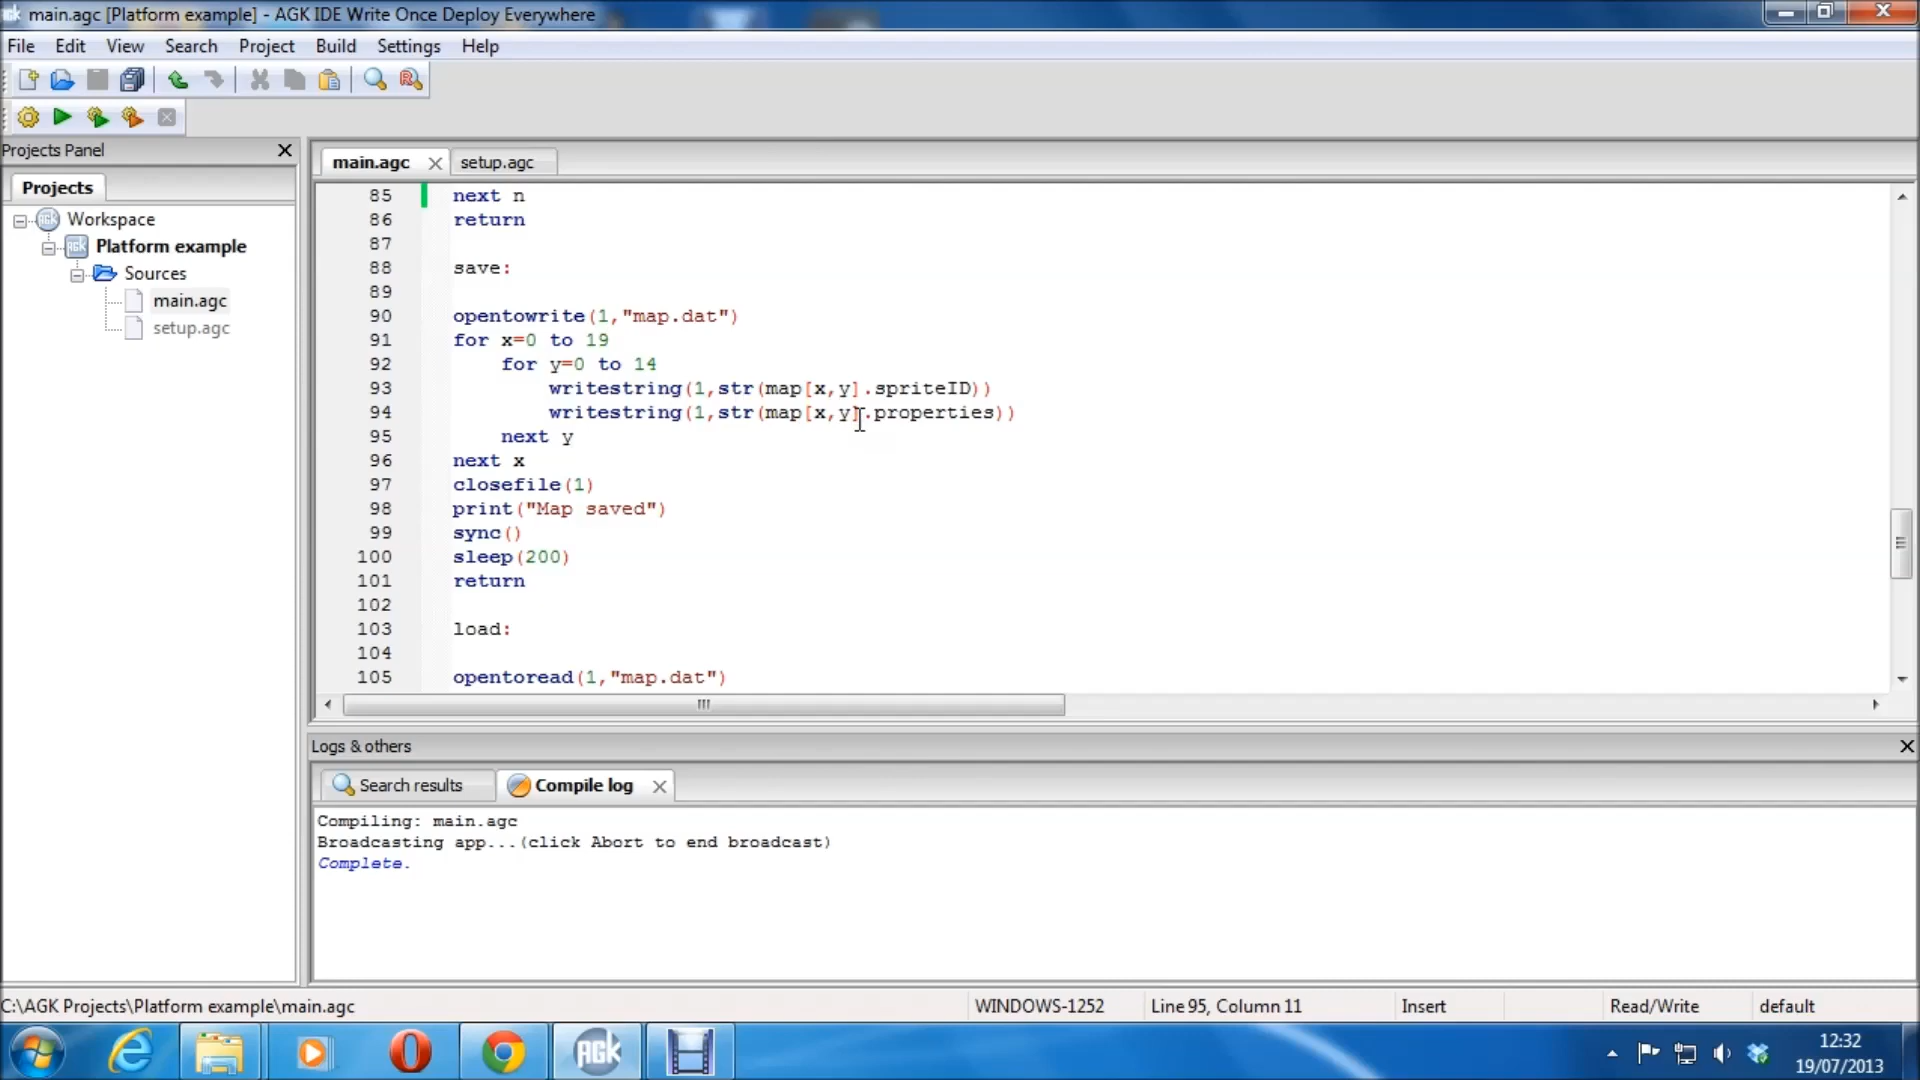 main.agc [Platform example] - AGK IDE Write Once Deploy Everywhere
File Edit View Search Project Build Settings Help
Projects Panel
Projects
Workspace
Platform example
Sources
main.agc
setup.agc
main.agc setup.agc
85 next n
86 return
87
88 save:
89
90 opentowrite(1,"map.dat")
91 for x=0 to 19
92 for y=0 to 14
93 writestring(1,str(map[x,y].spriteID))
94 writestring(1,str(map[x,y].properties))
95 next y
96 next x
97 closefile(1)
98 print("Map saved")
99 sync()
100 sleep(200)
101 return
102
103 load:
104
105 opentoread(1,"map.dat")
Logs & others
Search results Compile log
Compiling: main.agc
Broadcasting app...(click Abort to end broadcast)
Complete.
C:\AGK Projects\Platform example\main.agc WINDOWS-1252 Line 95, Column 11 Insert Read/Write default
AGK
12:32
19/07/2013